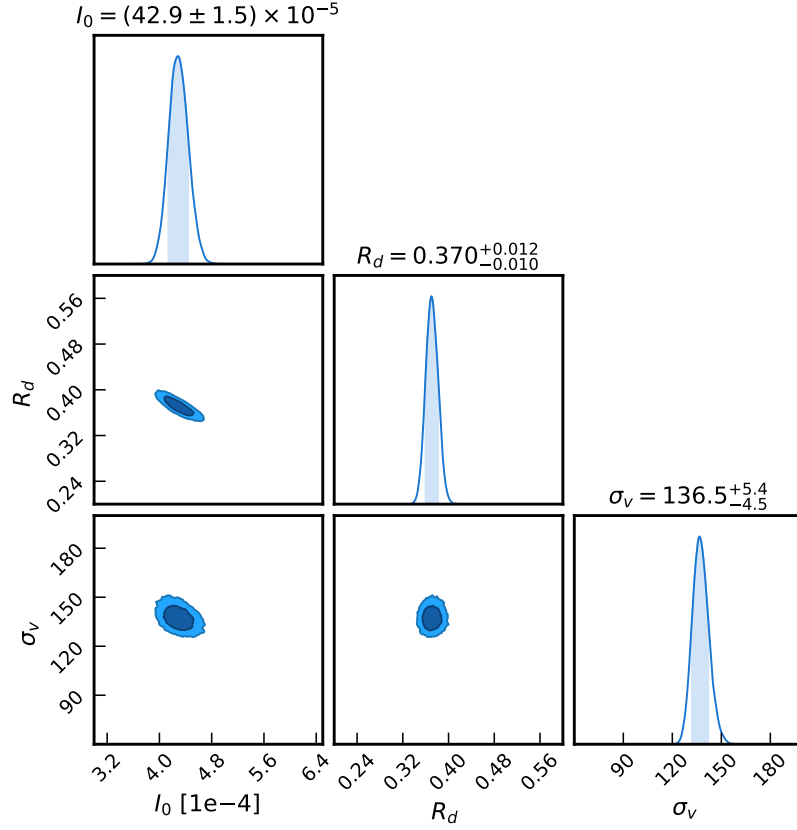 I₀ = (42.9 ± 1.5) × 10⁻⁵
R_d = 0.370^{+0.012}_{−0.010}
0.56
0.48
0.40
0.32
0.24
R_d
σ_v = 136.5^{+5.4}_{−4.5}
180
150
120
90
σ_v
3.2 4.0 4.8 5.6 6.4
0.24 0.32 0.40 0.48 0.56
90 120 150 180
I₀ [1e−4]
R_d
σ_v